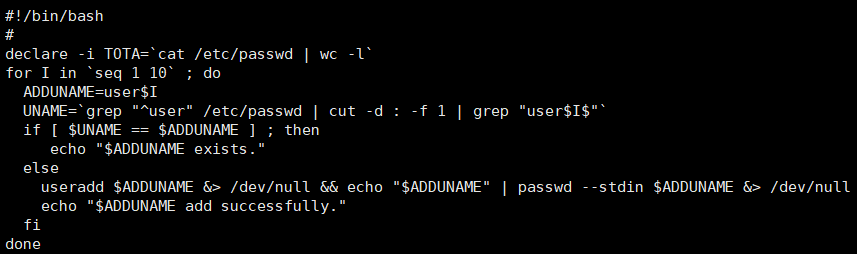 #!/bin/bash
#
declare -i TOTA=`cat /etc/passwd | wc -l`
for I in `seq 1 10` ; do
  ADDUNAME=user$I
  UNAME=`grep "^user" /etc/passwd | cut -d : -f 1 | grep "user$I$"`
  if [ $UNAME == $ADDUNAME ] ; then
     echo "$ADDUNAME exists."
  else
    useradd $ADDUNAME &> /dev/null && echo "$ADDUNAME" | passwd --stdin $ADDUNAME &> /dev/null
    echo "$ADDUNAME add successfully."
  fi
done